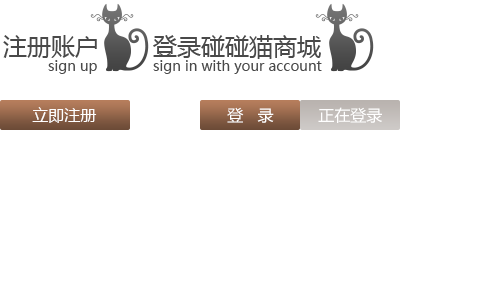 注册账户
sign up
登录碰碰猫商城
sign in with your account
立即注册
登 录
正在登录